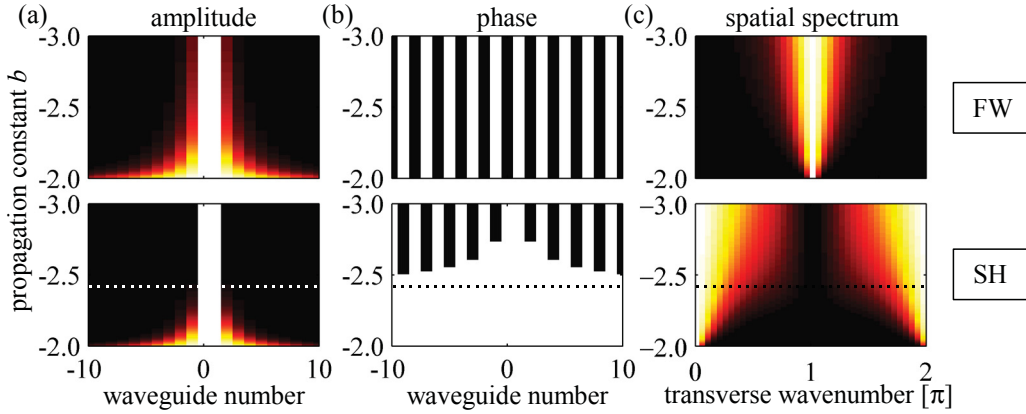 (a) amplitude (b) phase (c) spatial spectrum
propagation constant b
-3.0 -3.0 -3.0
-2.5 -2.5 -2.5
-2.0 -2.0 -2.0
FW
-3.0 -3.0 −3.0
-2.5 -2.5 −2.5
-2.0 -2.0 −2.0
SH
-10 0 10 -10 0 10 0 1 2
waveguide number waveguide number transverse wavenumber [π]